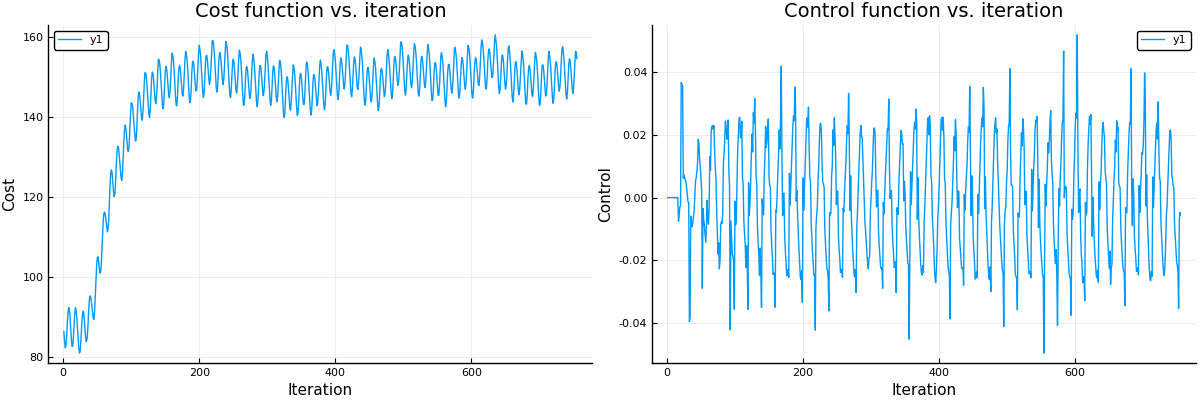 Cost function vs. iteration
y1
160
140
120
100
80
Cost
0
200
400
600
Iteration
Control function vs. iteration
y1
0.04
0.02
0.00
-0.02
-0.04
Control
0
200
400
600
Iteration